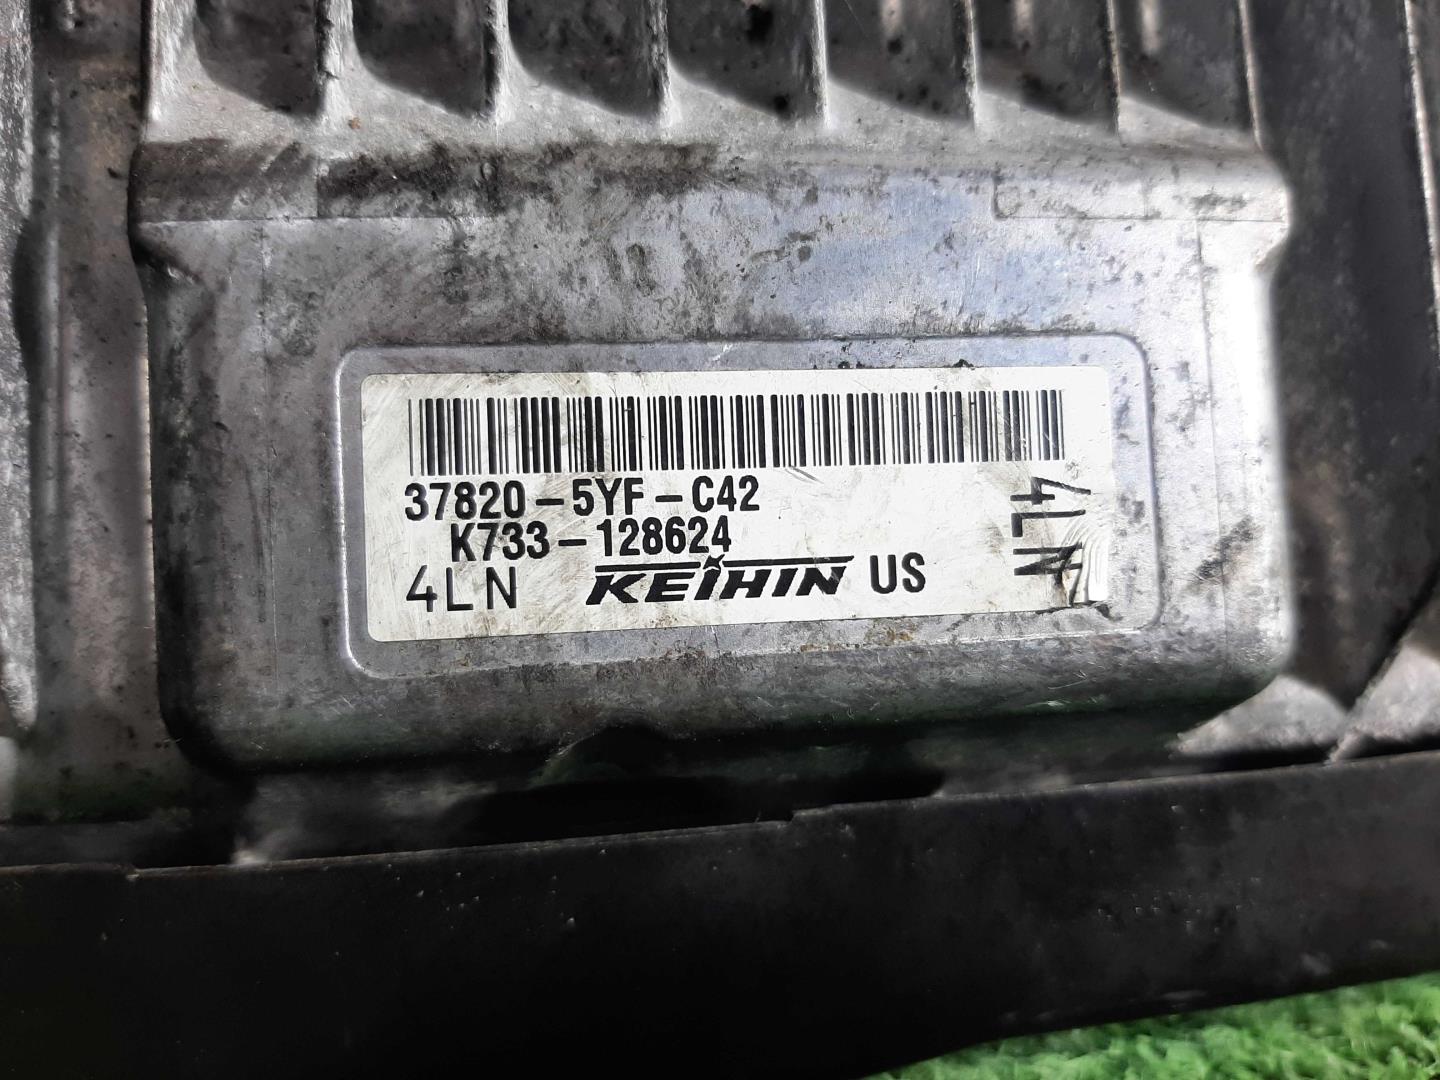 37820-5YF-C42
K733-128624
4LN KEIHIN US
4LN